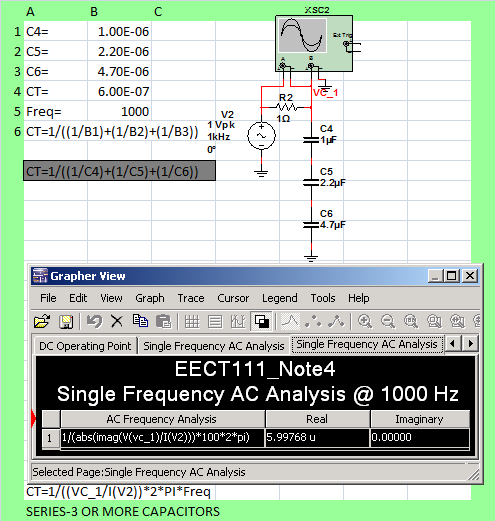 A B C
1 C4= 1.00E-06
2 C5= 2.20E-06
3 C6= 4.70E-06
4 CT= 6.00E-07
5 Freq= 1000
6 CT=1/((1/B1)+(1/B2)+(1/B3))
CT=1/((1/C4)+(1/C5)+(1/C6))
XSC2
Ext Trig
A B
VC_1
R2
1Ω
V2
1 Vpk
1kHz
0°
C4
1µF
C5
2.2µF
C6
4.7µF
Grapher View
File Edit View Graph Trace Cursor Legend Tools Help
DC Operating Point Single Frequency AC Analysis Single Frequency AC Analysis
EECT111_Note4
Single Frequency AC Analysis @ 1000 Hz
AC Frequency Analysis Real Imaginary
1 1/(abs(imag(V(vc_1)/I(V2)))*100*2*pi) 5.99768 u 0.00000
Selected Page:Single Frequency AC Analysis
CT=1/((VC_1/I(V2))*2*PI*Freq
SERIES-3 OR MORE CAPACITORS